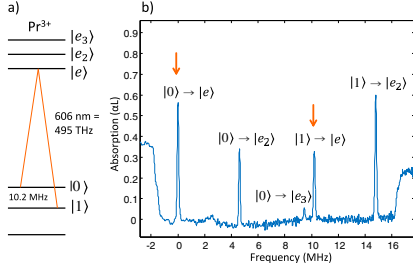 a)
Pr³⁺
|e₃⟩
|e₂⟩
|e⟩
606 nm =
495 THz
|0⟩
10.2 MHz
|1⟩
b)
Absorption (αL)
0.9
0.8
0.7
0.6
0.5
0.4
0.3
0.2
0.1
0
|0⟩ → |e⟩
|0⟩ → |e₂⟩
|0⟩ → |e₃⟩
|1⟩ → |e⟩
|1⟩ → |e₂⟩
-2 0 2 4 6 8 10 12 14 16
Frequency (MHz)